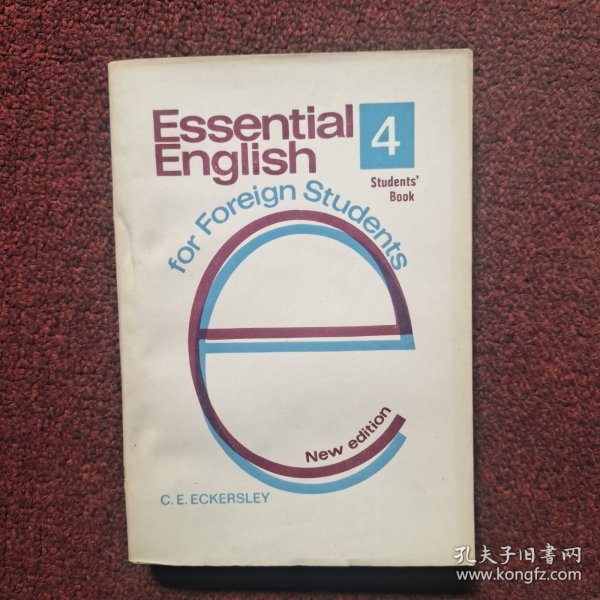 Essential
English
4
Students'
Book
for Foreign Students
New edition
C. E. ECKERSLEY
孔夫子旧书网
www.kongfz.com